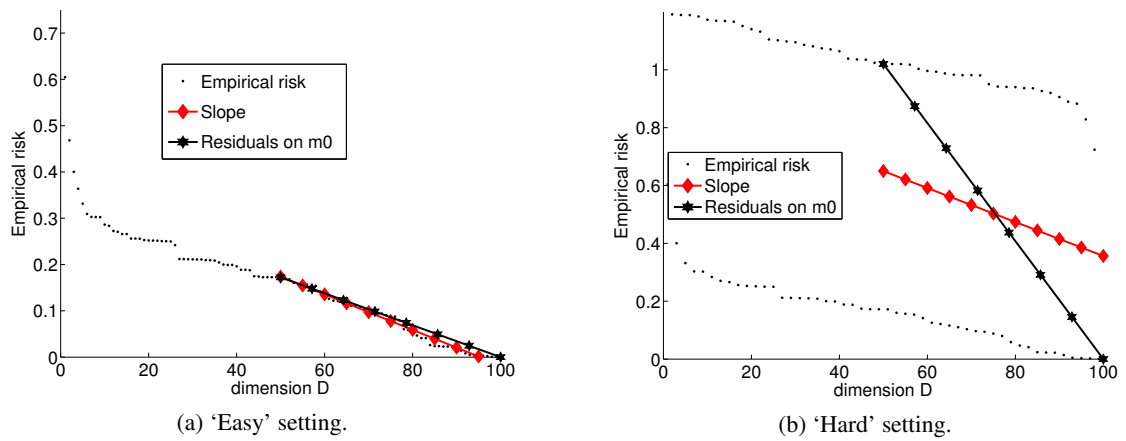 0.7
0.6
0.5
0.4
0.3
0.2
0.1
0
Empirical risk
Empirical risk
Slope
Residuals on m0
0 20 40 60 80 100
dimension D
(a) ‘Easy’ setting.
1
0.8
0.6
0.4
0.2
0
Empirical risk
Empirical risk
Slope
Residuals on m0
0 20 40 60 80 100
dimension D
(b) ‘Hard’ setting.